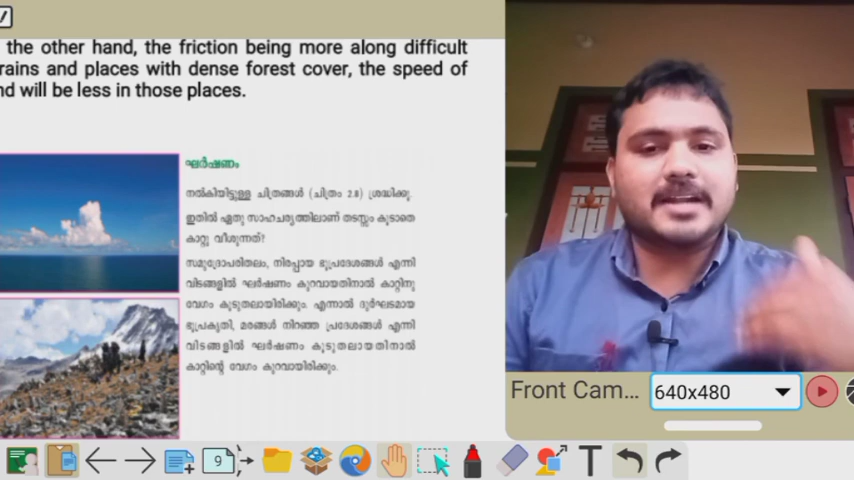 the other hand, the friction being more along difficult
rains and places with dense forest cover, the speed of
nd will be less in those places.
ഘർഷണം
നൽകിയിട്ടുള്ള ചിത്രങ്ങൾ (ചിത്രം 2.8) ശ്രദ്ധിക്കൂ.
ഇതിൽ ഏതു സാഹചര്യത്തിലാണ് തടസ്സം കൂടാതെ
കാറ്റു വീശുന്നത്?
സമുദ്രോപരിതലം, നിരപ്പായ ഭൂപ്രദേശങ്ങൾ എന്നി
വിടങ്ങളിൽ ഘർഷണം കുറവായതിനാൽ കാറ്റിനു
വേഗം കൂടുതലായിരിക്കും. എന്നാൽ ദുർഘടമായ
ഭൂപ്രകൃതി, മരങ്ങൾ നിറഞ്ഞ പ്രദേശങ്ങൾ എന്നി
വിടങ്ങളിൽ ഘർഷണം കൂടുതലായതിനാൽ
കാറ്റിന്റെ വേഗം കുറവായിരിക്കും.
Front Cam...
640x480
9
T